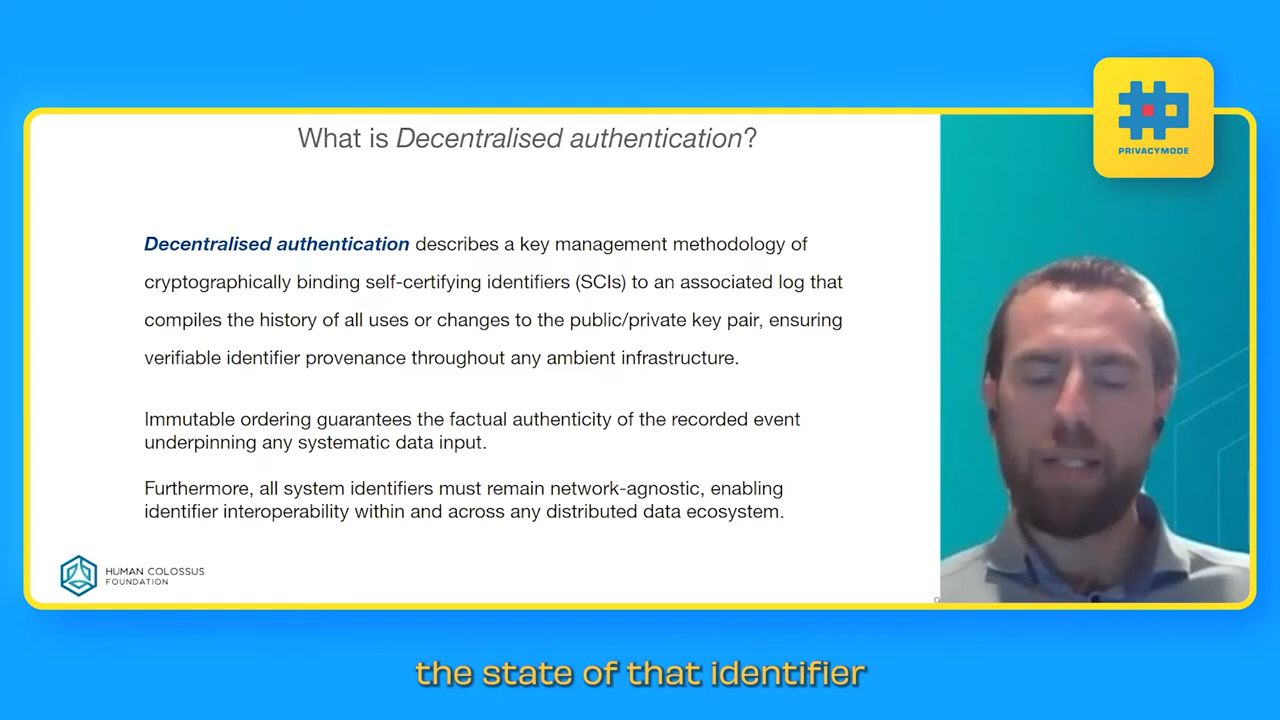 What is Decentralised authentication?
PRIVACYMODE
Decentralised authentication describes a key management methodology of
cryptographically binding self-certifying identifiers (SCIs) to an associated log that
compiles the history of all uses or changes to the public/private key pair, ensuring
verifiable identifier provenance throughout any ambient infrastructure.
Immutable ordering guarantees the factual authenticity of the recorded event
underpinning any systematic data input.
Furthermore, all system identifiers must remain network-agnostic, enabling
identifier interoperability within and across any distributed data ecosystem.
HUMAN COLOSSUS
FOUNDATION
the state of that identifier